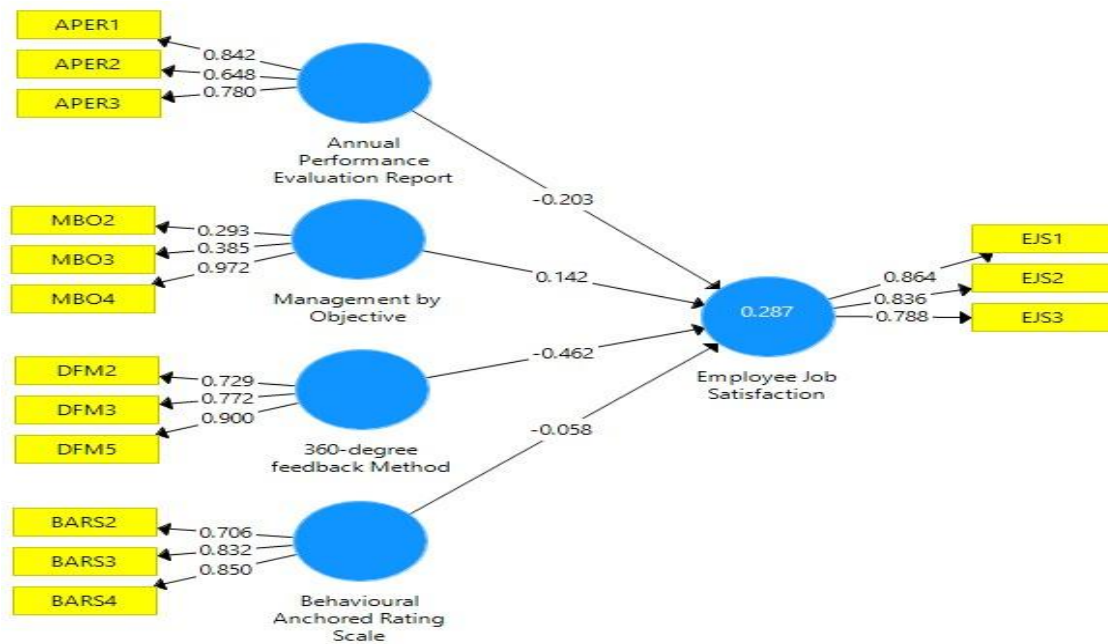 APER1
0.842
APER2
0.648
APER3
0.780
Annual
Performance
Evaluation Report
-0.203
MBO2
0.293
MBO3
0.385
MBO4
0.972
Management by
Objective
0.142
DFM2
0.729
DFM3
0.772
DFM5
0.900
360-degree
feedback Method
-0.462
BARS2
0.706
BARS3
0.832
BARS4
0.850
Behavioural
Anchored Rating
Scale
-0.058
0.287
Employee Job
Satisfaction
EJS1
0.864
EJS2
0.836
EJS3
0.788